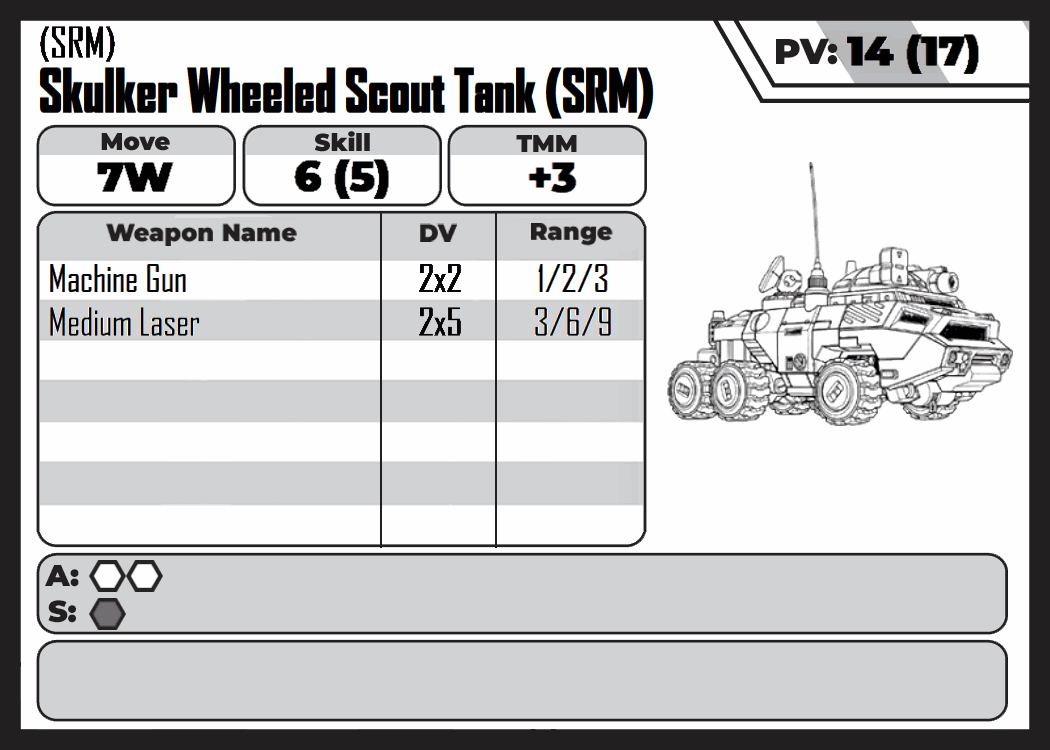 (SRM)
Skulker Wheeled Scout Tank (SRM)
PV: 14 (17)
Move Skill TMM
7W 6 (5) +3
Weapon Name DV Range
Machine Gun 2x2 1/2/3
Medium Laser 2x5 3/6/9
A:
S: